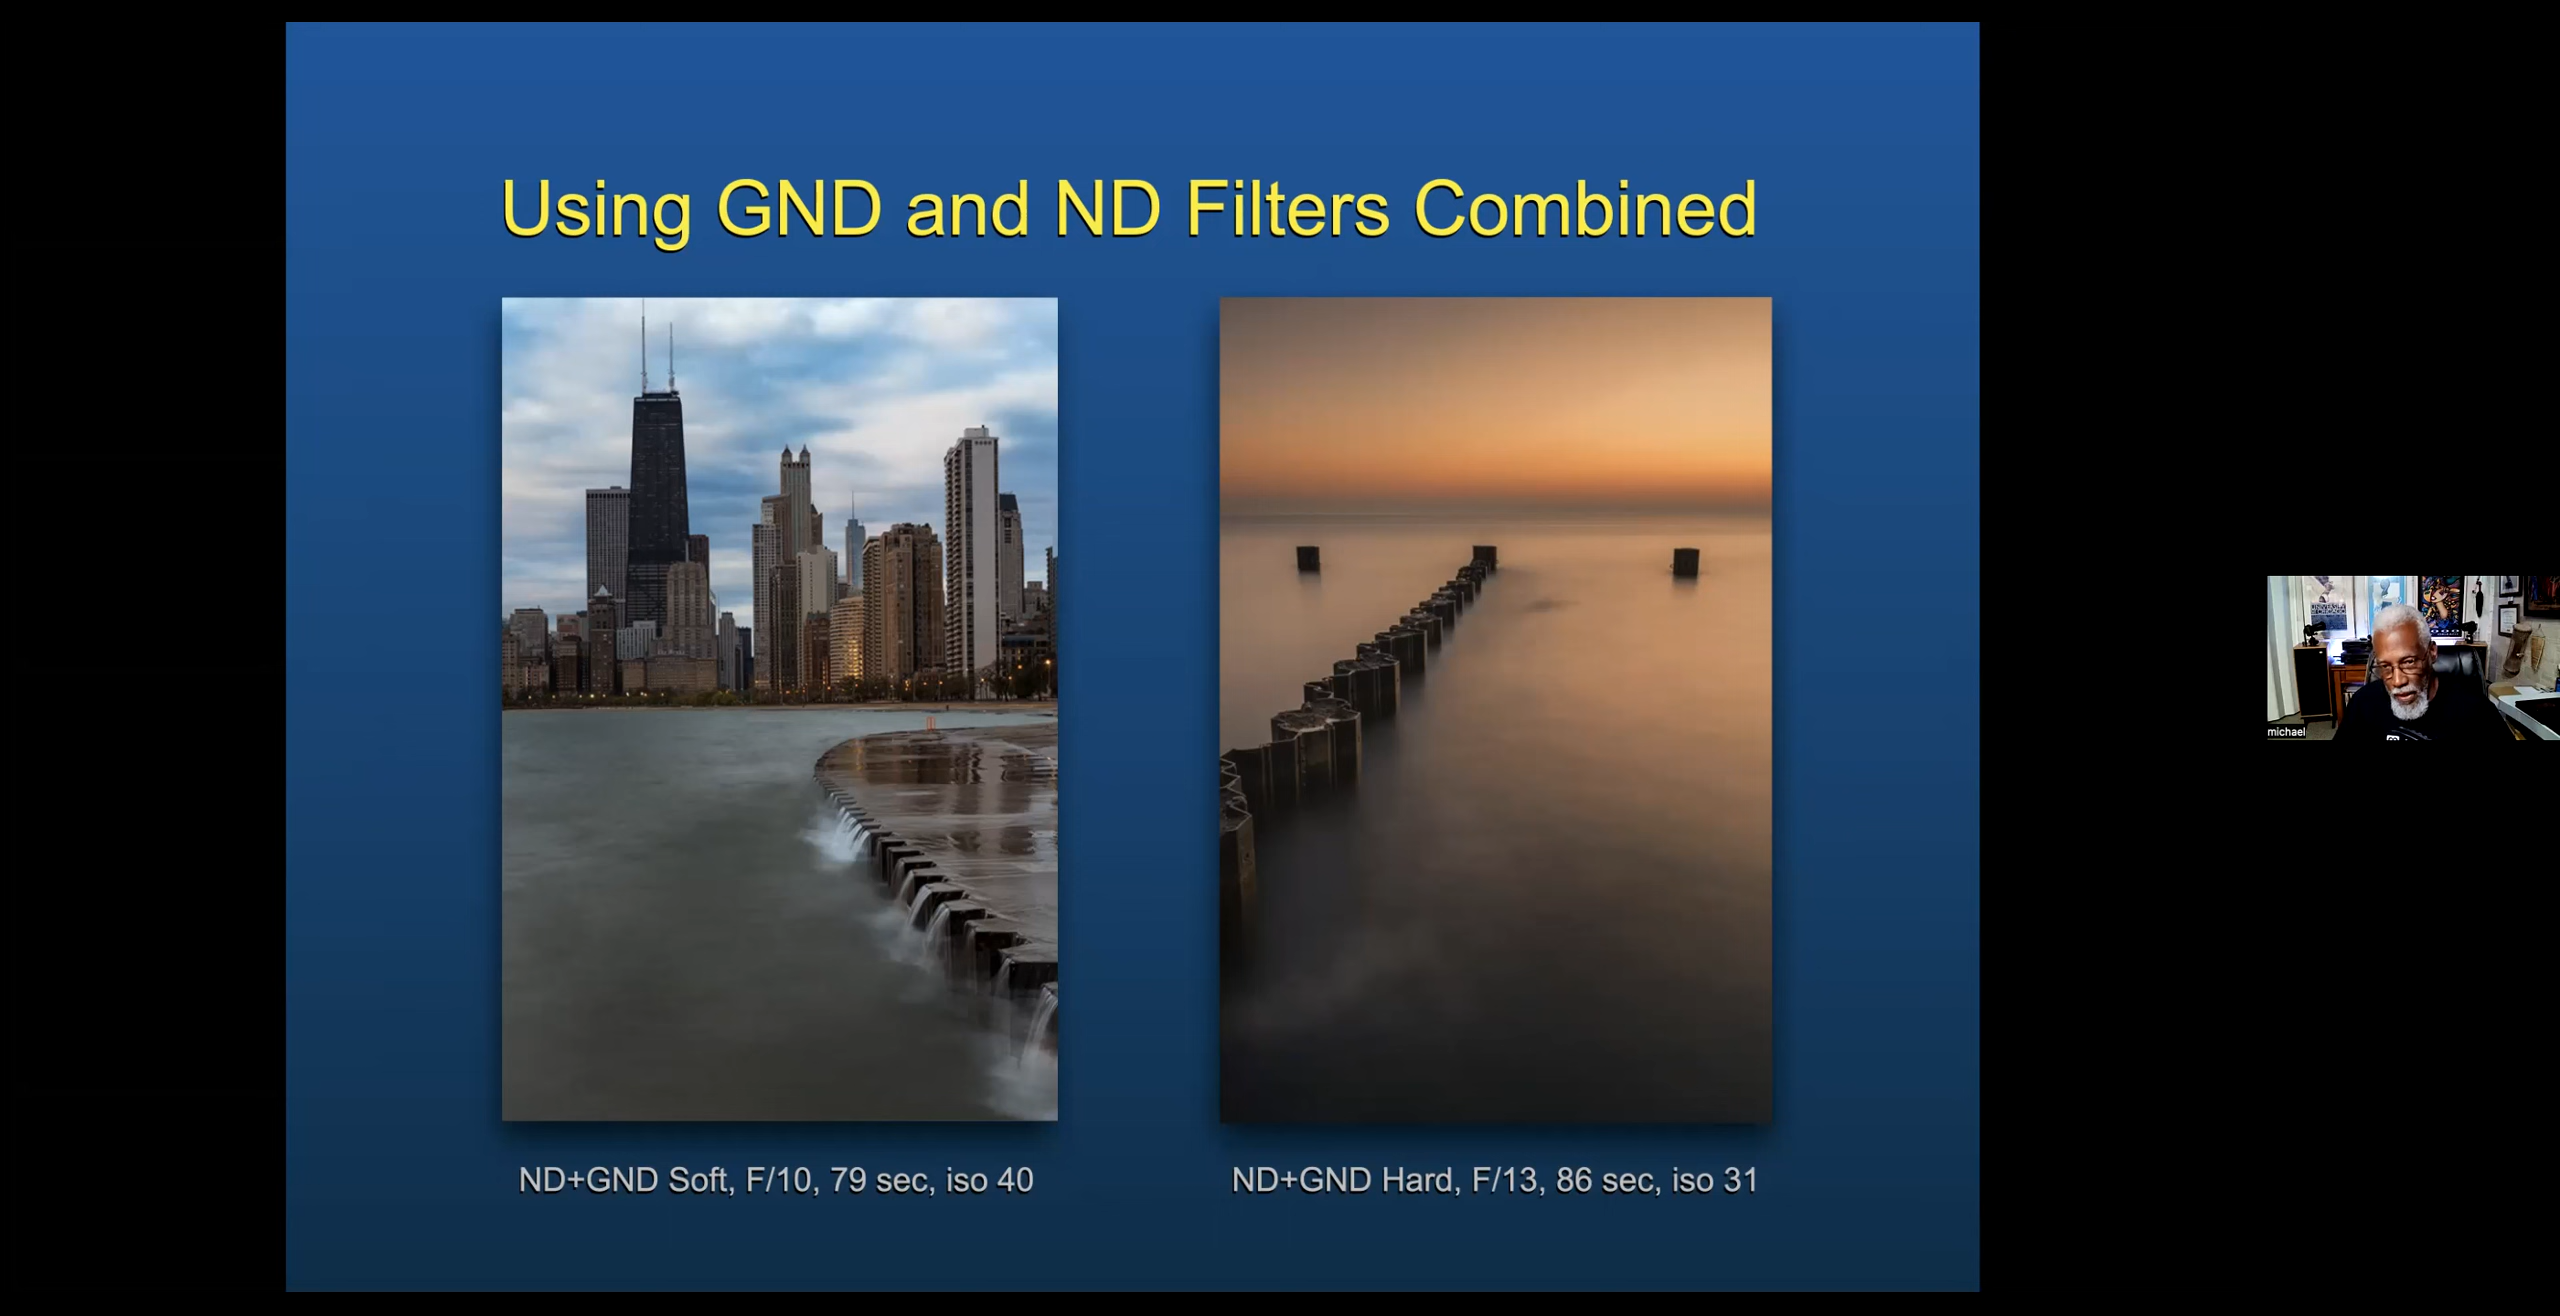 Using GND and ND Filters Combined
ND+GND Soft, F/10, 79 sec, iso 40
ND+GND Hard, F/13, 86 sec, iso 31
michael